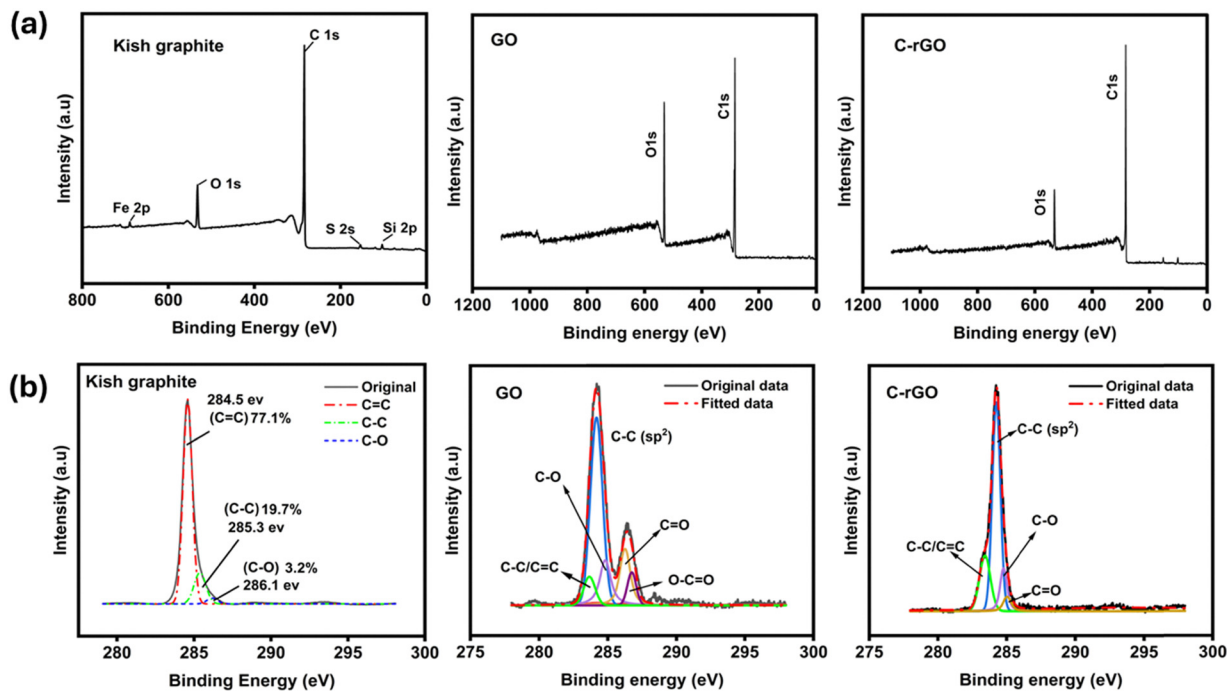 (a)
Kish graphite
C 1s
O 1s
Fe 2p
S 2s
Si 2p
Intensity (a.u)
800 600 400 200 0
Binding Energy (eV)
GO
O1s
C1s
Intensity (a.u)
1200 1000 800 600 400 200 0
Binding energy (eV)
C-rGO
O1s
C1s
Intensity (a.u)
1200 1000 800 600 400 200 0
Binding energy (eV)
(b)
Kish graphite
Original
C=C
C-C
C-O
284.5 ev
(C=C) 77.1%
(C-C) 19.7%
285.3 ev
(C-O) 3.2%
286.1 ev
Intensity (a.u)
280 285 290 295 300
Binding Energy (eV)
GO
Original data
Fitted data
C-C (sp²)
C-O
C=O
C-C/C=C
O-C=O
Intensity (a.u)
275 280 285 290 295 300
Binding energy (eV)
C-rGO
Original data
Fitted data
C-C (sp²)
C-O
C-C/C=C
C=O
Intensity (a.u)
275 280 285 290 295 300
Binding energy (eV)